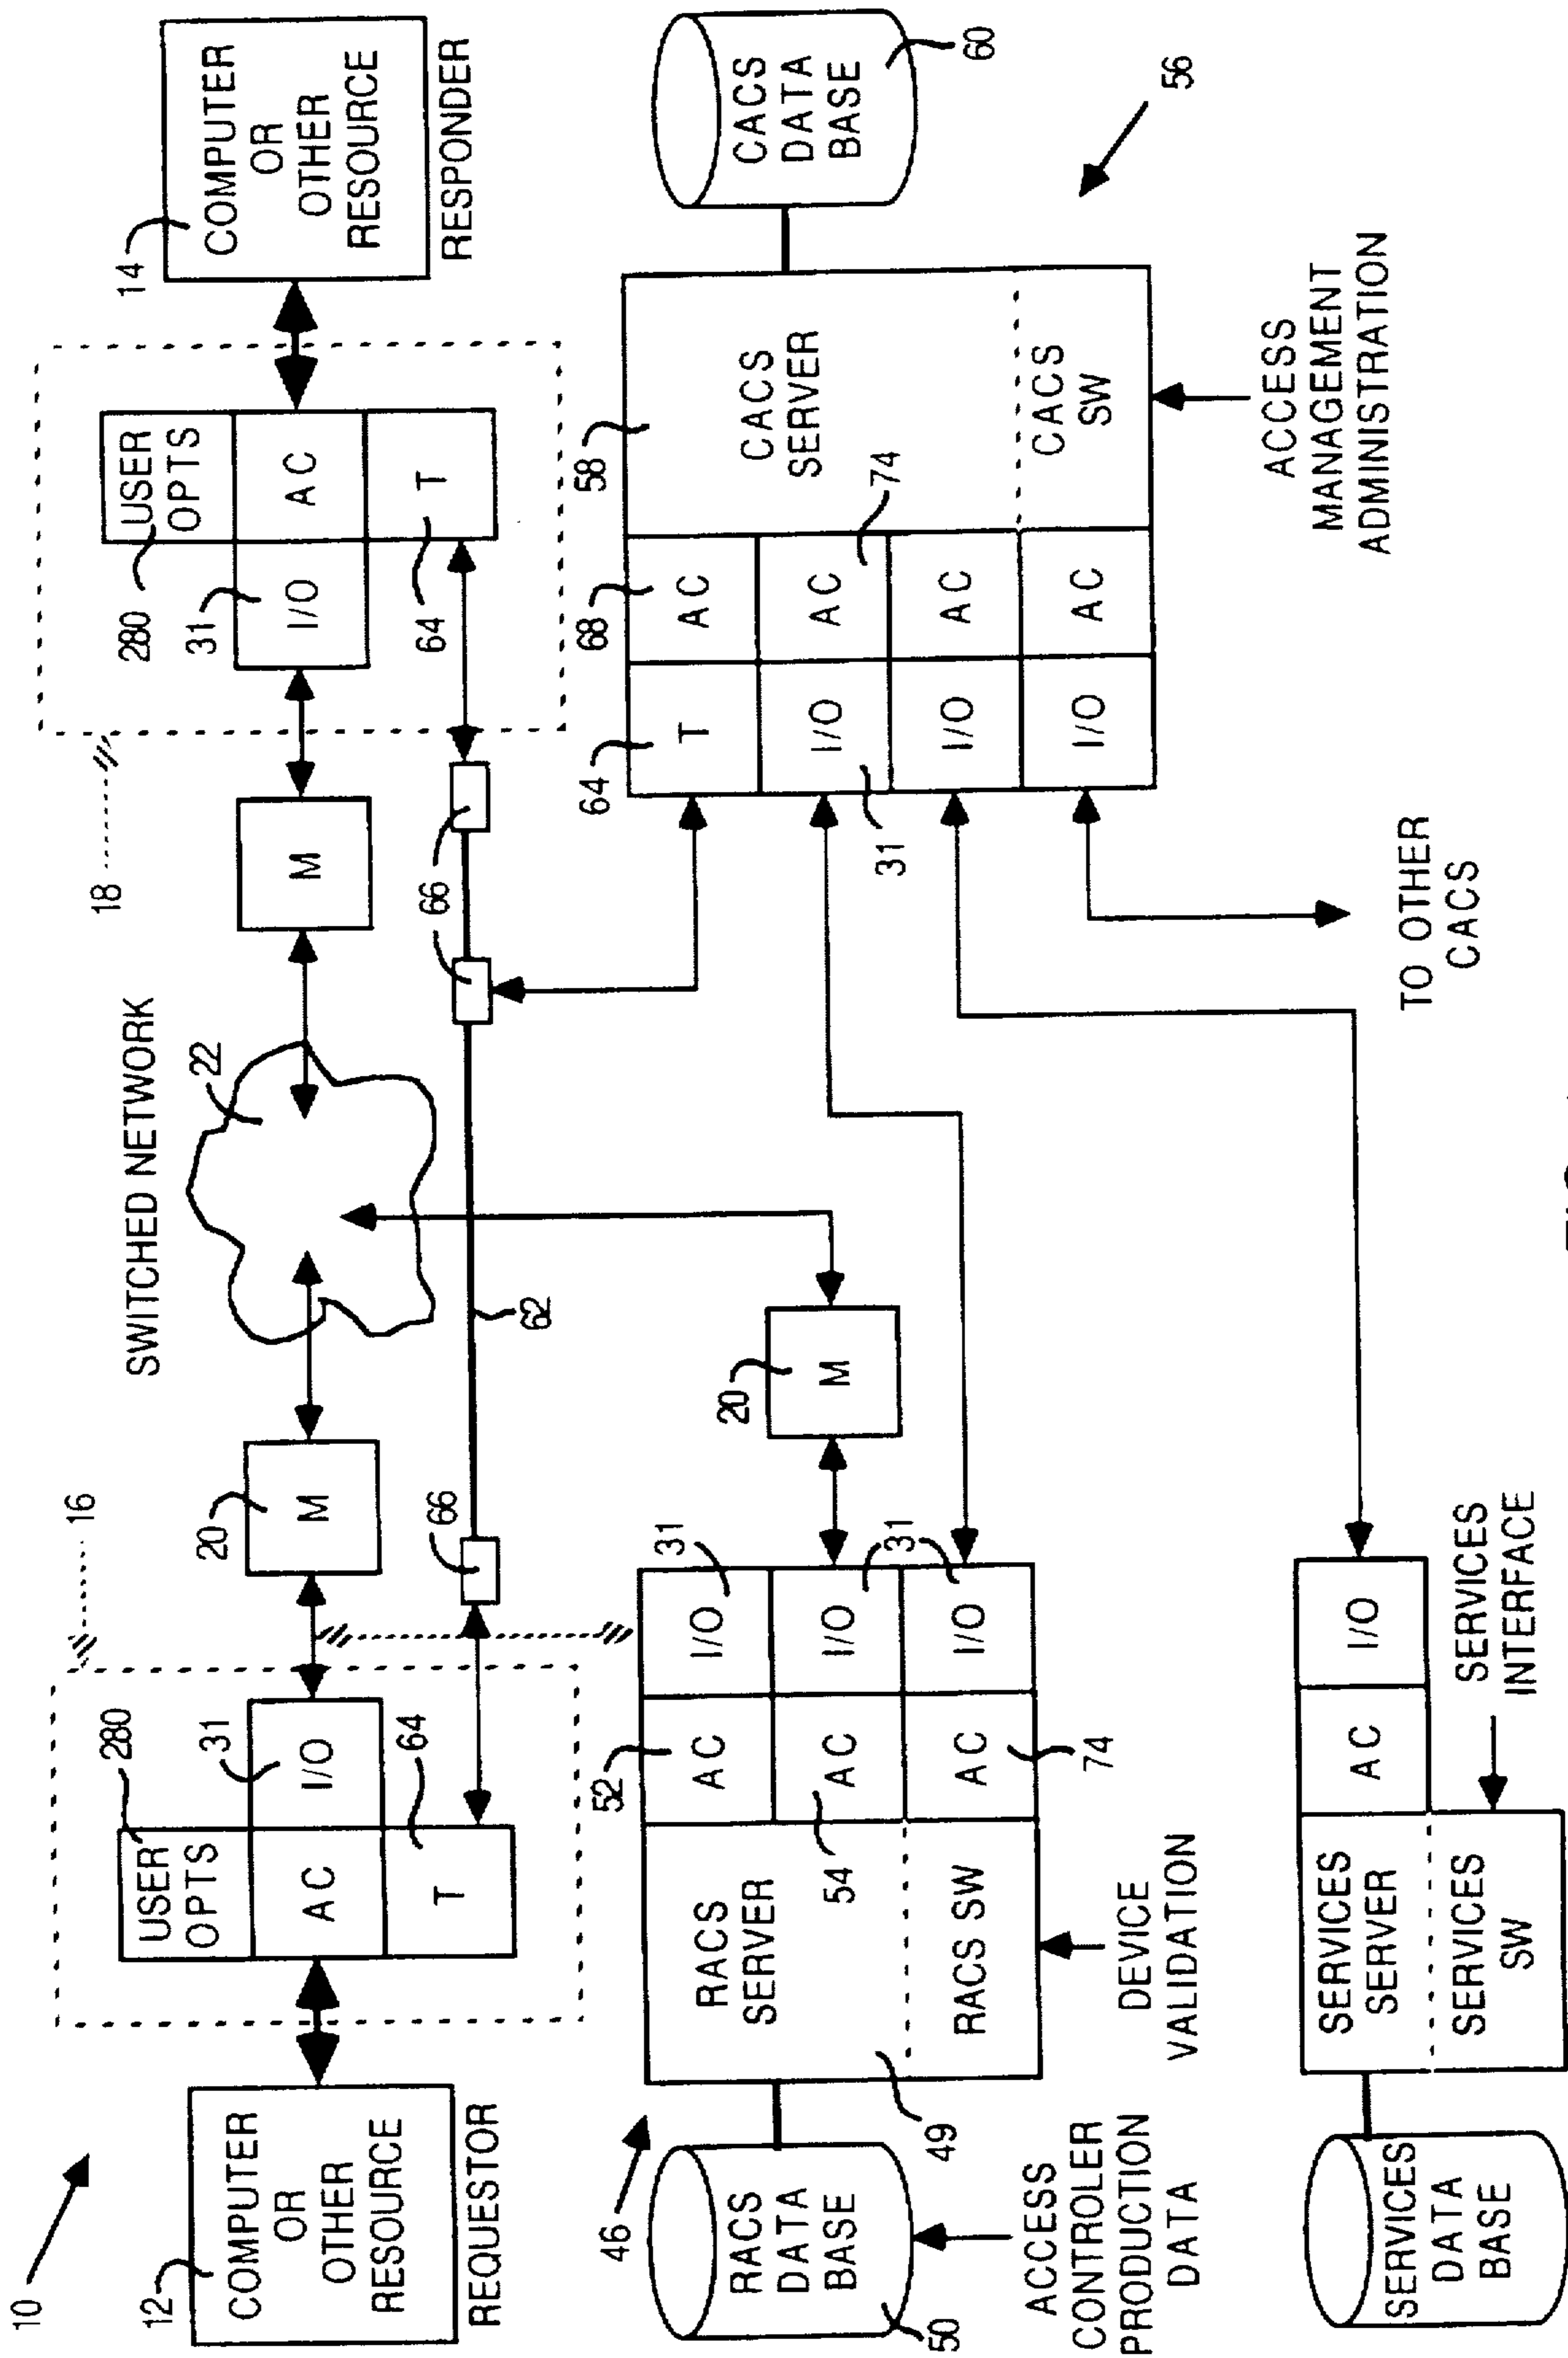 10
12
COMPUTER
OR
OTHER
RESOURCE
REQUESTOR
280
USER
OPTS
AC
31
I/O
64
T
16
20
M
66
SWITCHED NETWORK
22
62
66
M
18
280
USER
OPTS
31
I/O
AC
64
T
14
COMPUTER
OR
OTHER
RESOURCE
RESPONDER
46
RACS
DATA
BASE
50
ACCESS
CONTROLER
PRODUCTION
DATA
49
RACS
SERVER
RACS SW
DEVICE
VALIDATION
52
AC
I/O
31
54
AC
I/O
31
AC
74
I/O
20
M
64
T
68
AC
I/O
31
AC
74
I/O
AC
I/O
AC
58
CACS
SERVER
CACS
SW
ACCESS
MANAGEMENT
ADMINISTRATION
CACS
DATA
BASE
60
56
TO OTHER
CACS
SERVICES
DATA
BASE
SERVICES
SERVER
SERVICES
SW
AC
I/O
SERVICES
INTERFACE